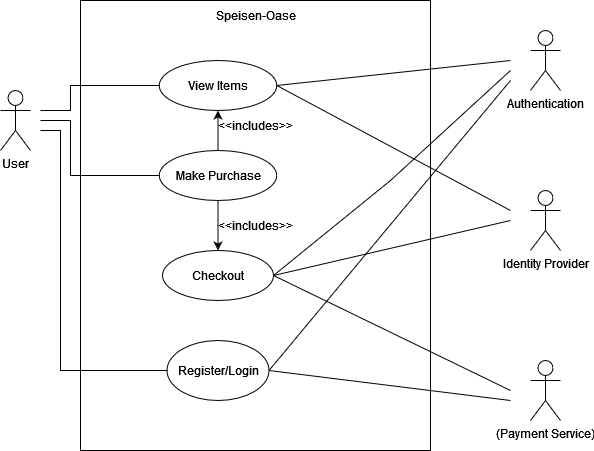 Speisen-Oase
View Items
Authentication
<<includes>>
User
Make Purchase
<<includes>>
Identity Provider
Checkout
Register/Login
(Payment Service)